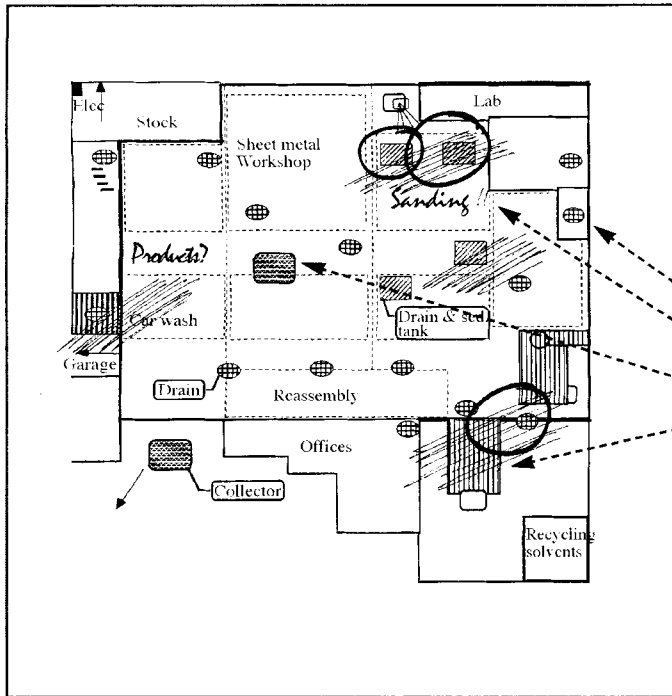 Elec
Stock
Lab
Sheet metal
Workshop
Sanding
Products?
Car wash
Drain & sed
tank
Garage
Drain
Reassembly
Offices
Collector
Recycling
solvents